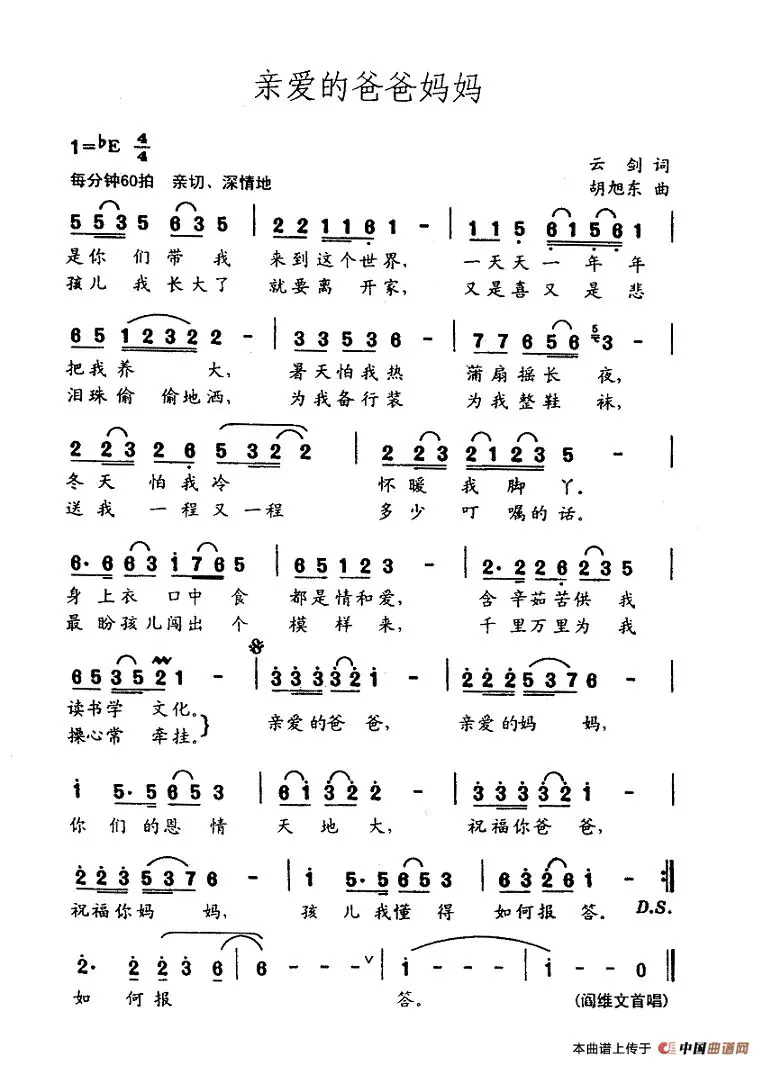 亲爱的爸爸妈妈
1=♭E 4/4
云 剑 词
每分钟60拍 亲切、深情地
胡旭东 曲
5 5 3 5 6 3 5 | 2 2 1 1 6 1 - | 1 1 5 6 1 5 6 1 |
是你们带我 来到这个世界, 一天天一年年
孩儿我长大了 就要离开家, 又是喜又是悲
6 5 1 2 3 2 2 - | 3 3 5 3 6 - | 7 7 6 5 6 5 3 - |
把我养大, 暑天怕我热 蒲扇摇长夜,
泪珠偷偷地洒, 为我备行装 为我整鞋袜,
2 2 3 2 6 5 3 2 2 | 2 2 3 2 1 2 3 5 - |
冬天怕我冷 怀暖我脚丫.
送我一程又一程 多少叮嘱的话。
6· 6 6 3 i 7 6 5 | 6 5 1 2 3 - | 2· 2 2 6 2 3 5 |
身上衣口中食 都是情和爱, 含辛茹苦供我
最盼孩儿闯出个 模样来, 千里万里为我
6 5 3 5 2 1 - | 3 3 3 3 2 i - | 2 2 2 5 3 7 6 - |
读书学文化。 亲爱的爸爸, 亲爱的妈妈,
操心常牵挂。}
i 5· 5 6 5 3 | 6 i 3 2 2 - | 3 3 3 3 2 i - |
你们的恩情 天地大, 祝福你爸爸,
2 2 3 5 3 7 6 - | i 5· 5 6 5 3 | 6 3 2 6 i - :||
祝福你妈妈, 孩儿我懂得 如何报答. D.S.
2· 2 2 3 6 | 6 - - - ∨ | i - - - | i - 0 ||
如何报 答。 (阎维文首唱)
本曲谱上传于 中国曲谱网